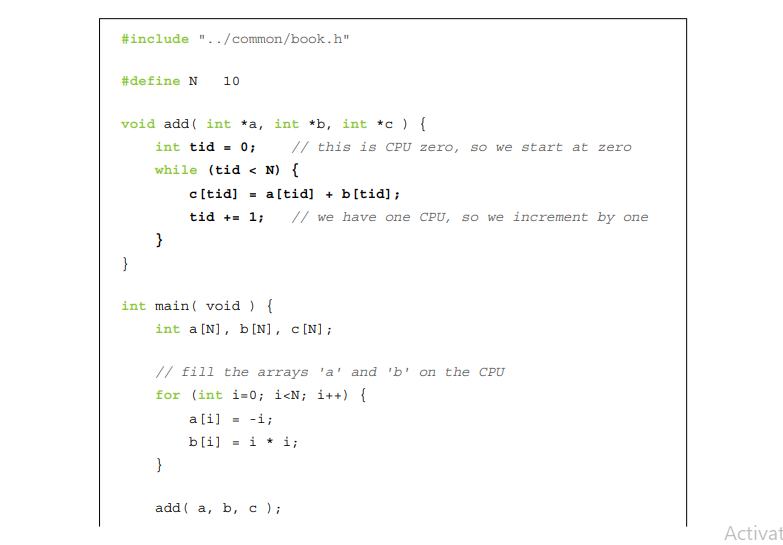 #include "../common/book.h"
#define N   10
void add( int *a, int *b, int *c ) {
    int tid = 0;    // this is CPU zero, so we start at zero
    while (tid < N) {
        c[tid] = a[tid] + b[tid];
        tid += 1;   // we have one CPU, so we increment by one
    }
}
int main( void ) {
    int a[N], b[N], c[N];
    // fill the arrays 'a' and 'b' on the CPU
    for (int i=0; i<N; i++) {
        a[i] = -i;
        b[i] = i * i;
    }
    add( a, b, c );
Activat